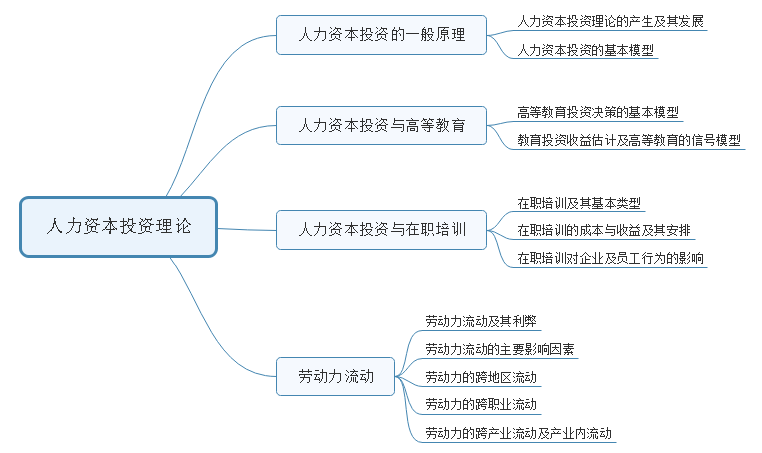 人力资本投资理论
人力资本投资的一般原理
人力资本投资理论的产生及其发展
人力资本投资的基本模型
人力资本投资与高等教育
高等教育投资决策的基本模型
教育投资收益估计及高等教育的信号模型
人力资本投资与在职培训
在职培训及其基本类型
在职培训的成本与收益及其安排
在职培训对企业及员工行为的影响
劳动力流动
劳动力流动及其利弊
劳动力流动的主要影响因素
劳动力的跨地区流动
劳动力的跨职业流动
劳动力的跨产业流动及产业内流动